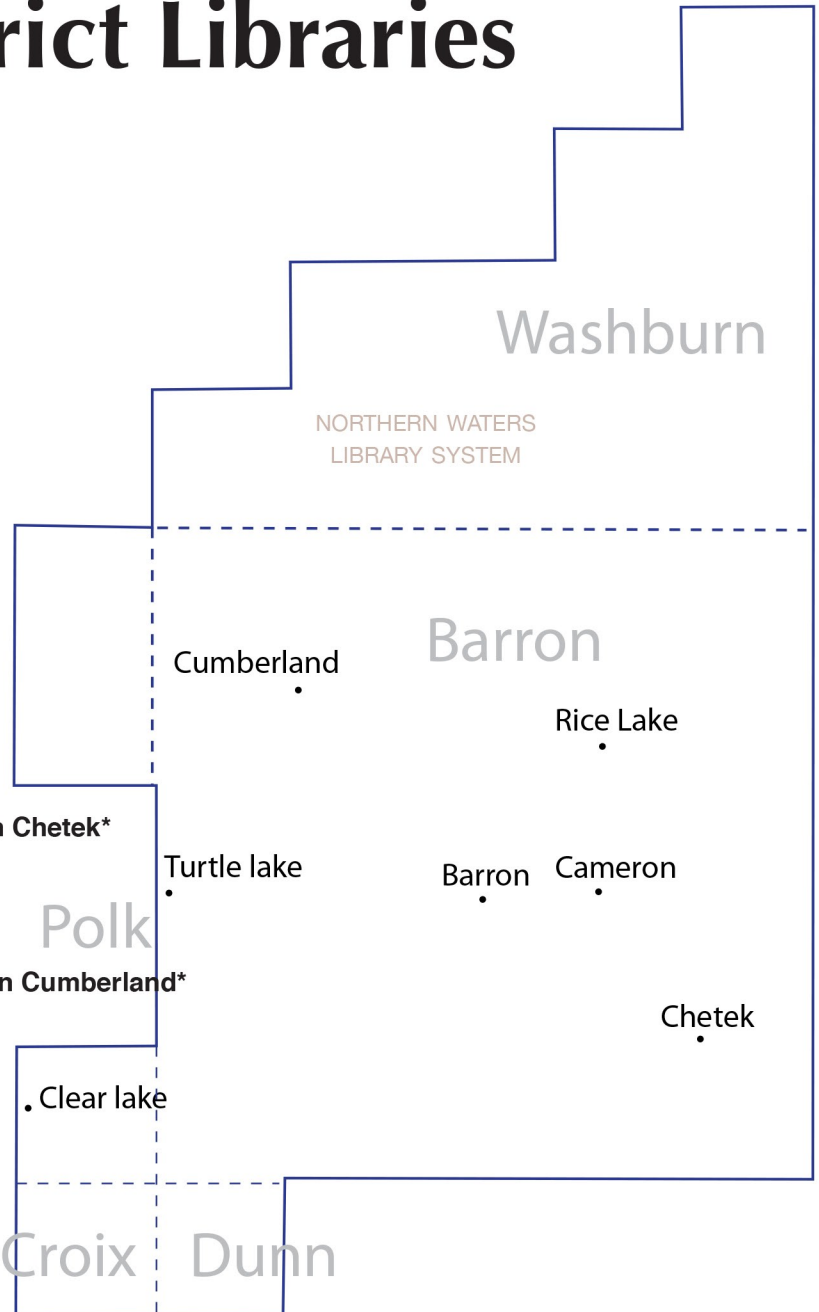 rict Libraries
Washburn
NORTHERN WATERS
LIBRARY SYSTEM
Barron
Cumberland
Rice Lake
n Chetek*
Turtle lake
Barron
Cameron
Polk
n Cumberland*
Chetek
Clear lake
Croix
Dunn